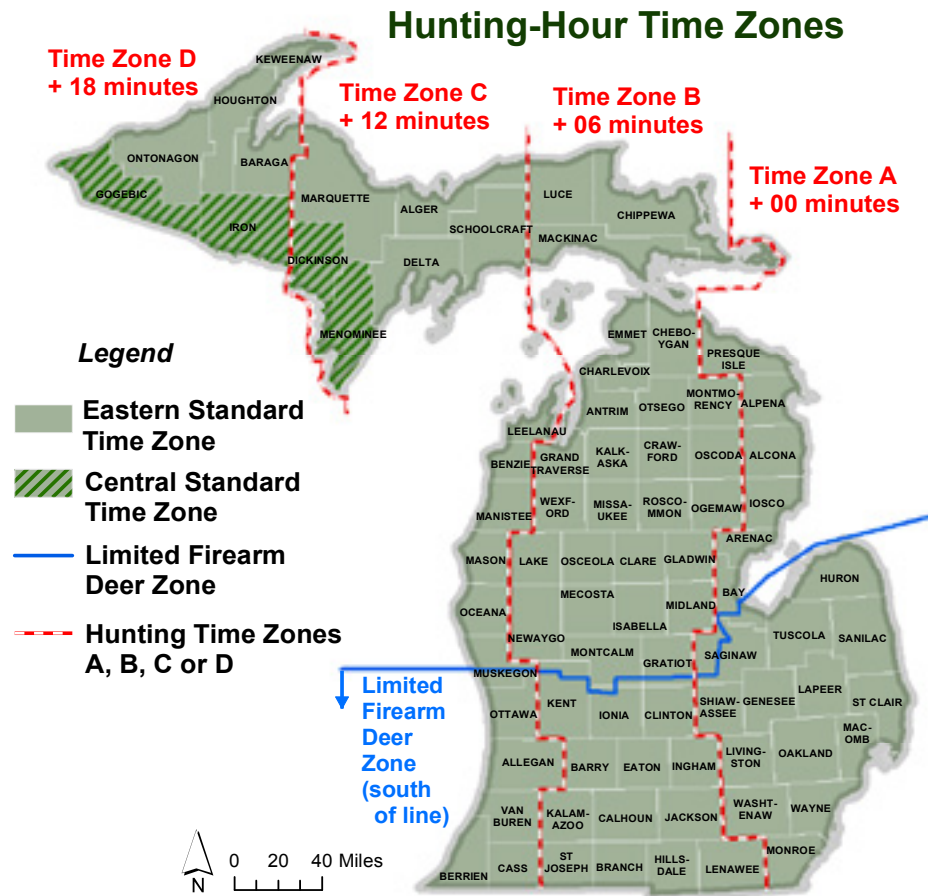 Hunting-Hour Time Zones
Time Zone D
+ 18 minutes
Time Zone C
+ 12 minutes
Time Zone B
+ 06 minutes
Time Zone A
+ 00 minutes
KEWEENAW
HOUGHTON
ONTONAGON
BARAGA
GOGEBIC
IRON
MARQUETTE
ALGER
LUCE
CHIPPEWA
SCHOOLCRAFT
MACKINAC
DICKINSON
DELTA
MENOMINEE
EMMET
CHEBO-
YGAN
PRESQUE
ISLE
CHARLEVOIX
ANTRIM
OTSEGO
MONTMO-
RENCY
ALPENA
LEELANAU
BENZIE
GRAND
TRAVERSE
KALK-
ASKA
CRAW-
FORD
OSCODA
ALCONA
MANISTEE
WEXF-
ORD
MISSA-
UKEE
ROSCO-
MMON
OGEMAW
IOSCO
ARENAC
MASON
LAKE
OSCEOLA
CLARE
GLADWIN
HURON
OCEANA
MECOSTA
MIDLAND
BAY
NEWAYGO
ISABELLA
MONTCALM
GRATIOT
SAGINAW
TUSCOLA
SANILAC
MUSKEGON
OTTAWA
KENT
IONIA
CLINTON
SHIAW-
ASSEE
GENESEE
LAPEER
ST CLAIR
MAC-
OMB
ALLEGAN
BARRY
EATON
INGHAM
LIVING-
STON
OAKLAND
VAN
BUREN
KALAM-
AZOO
CALHOUN
JACKSON
WASHT-
ENAW
WAYNE
MONROE
BERRIEN
CASS
ST
JOSEPH
BRANCH
HILLS-
DALE
LENAWEE
Legend
Eastern Standard
Time Zone
Central Standard
Time Zone
Limited Firearm
Deer Zone
Hunting Time Zones
A, B, C or D
Limited
Firearm
Deer
Zone
(south
of line)
N
0 20 40 Miles